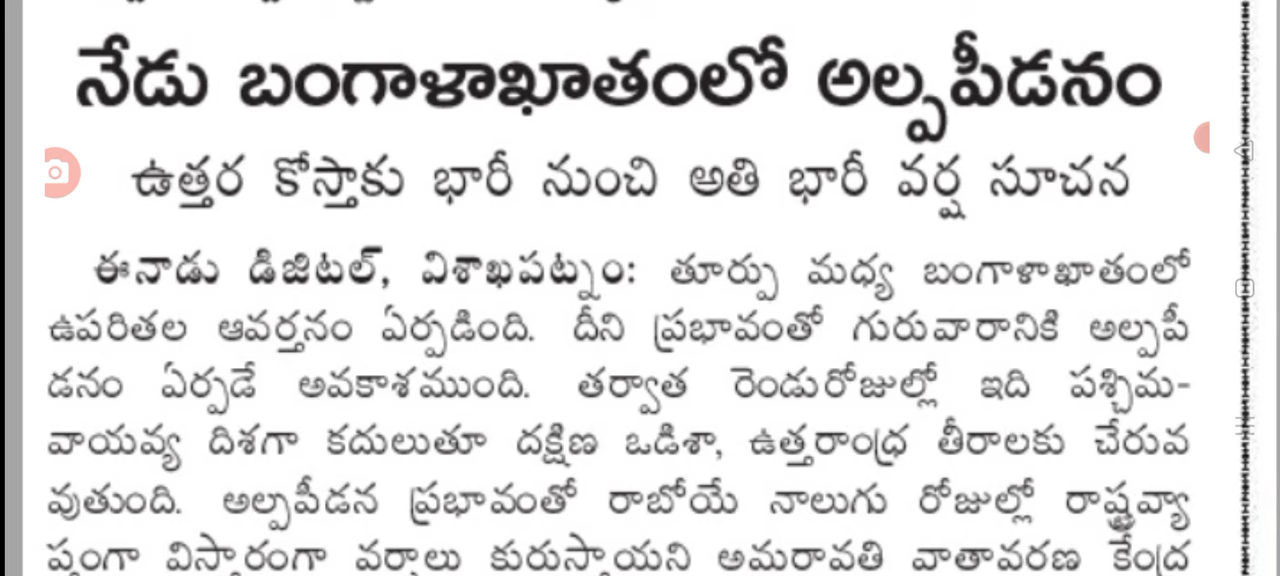 నేడు బంగాళాఖాతంలో అల్పపీడనం
ఉత్తర కోస్తాకు భారీ నుంచి అతి భారీ వర్ష సూచన
ఈనాడు డిజిటల్, విశాఖపట్నం: తూర్పు మధ్య బంగాళాఖాతంలో
ఉపరితల ఆవర్తనం ఏర్పడింది. దీని ప్రభావంతో గురువారానికి అల్పపీ
డనం ఏర్పడే అవకాశముంది. తర్వాత రెండురోజుల్లో ఇది పశ్చిమ-
వాయవ్య దిశగా కదులుతూ దక్షిణ ఒడిశా, ఉత్తరాంధ్ర తీరాలకు చేరువ
వుతుంది. అల్పపీడన ప్రభావంతో రాబోయే నాలుగు రోజుల్లో రాష్ట్రవ్యా
ప్తంగా విస్తారంగా వర్షాలు కురుస్తాయని అమరావతి వాతావరణ కేంద్ర